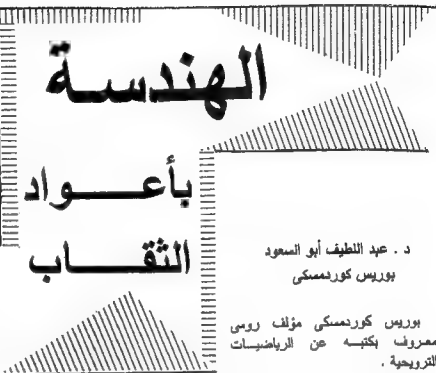 الهندسة
بأعواد
الثقاب
د . عبد اللطيف أبو السعود
بوريس كوردمسكى
بوريس كوردمسكى مؤلف روسى
معروف بكتبه عن الرياضيات
الترويحية .